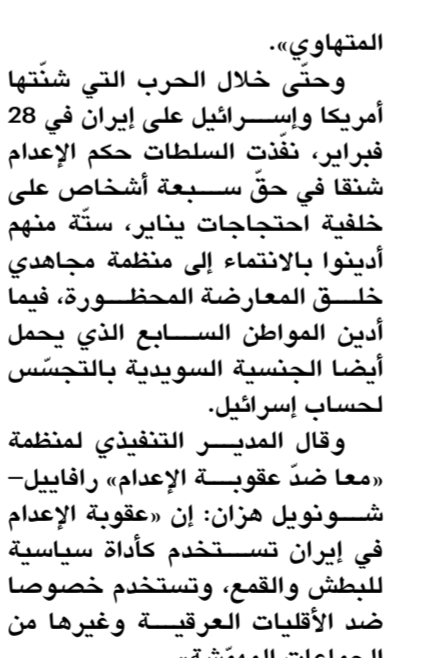 المتهاوي».
وحتّى خلال الحرب التي شنّتها
أمريكا وإسرائيل على إيران في 28
فبراير، نفّذت السلطات حكم الإعدام
شنقا في حقّ سبعة أشخاص على
خلفية احتجاجات يناير، ستّة منهم
أدينوا بالانتماء إلى منظمة مجاهدي
خلق المعارضة المحظورة، فيما
أدين المواطن السابع الذي يحمل
أيضا الجنسية السويدية بالتجسّس
لحساب إسرائيل.
وقال المدير التنفيذي لمنظمة
«معا ضدّ عقوبة الإعدام» رافاييل–
شونويل هزان: إن «عقوبة الإعدام
في إيران تستخدم كأداة سياسية
للبطش والقمع، وتستخدم خصوصا
ضد الأقليات العرقية وغيرها من
الجماعات المهمّشة».